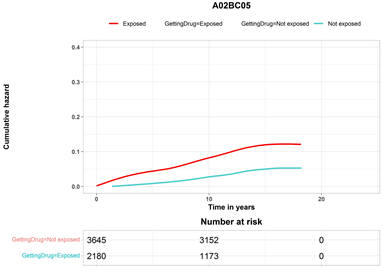 A02BC05
Exposed GettingDrug=Exposed GettingDrug=Not exposed Not exposed
Cumulative hazard
0.4
0.3
0.2
0.1
0.0
0 10 20
Time in years
Number at risk
GettingDrug=Not exposed 3645 3152 0
GettingDrug=Exposed 2180 1173 0